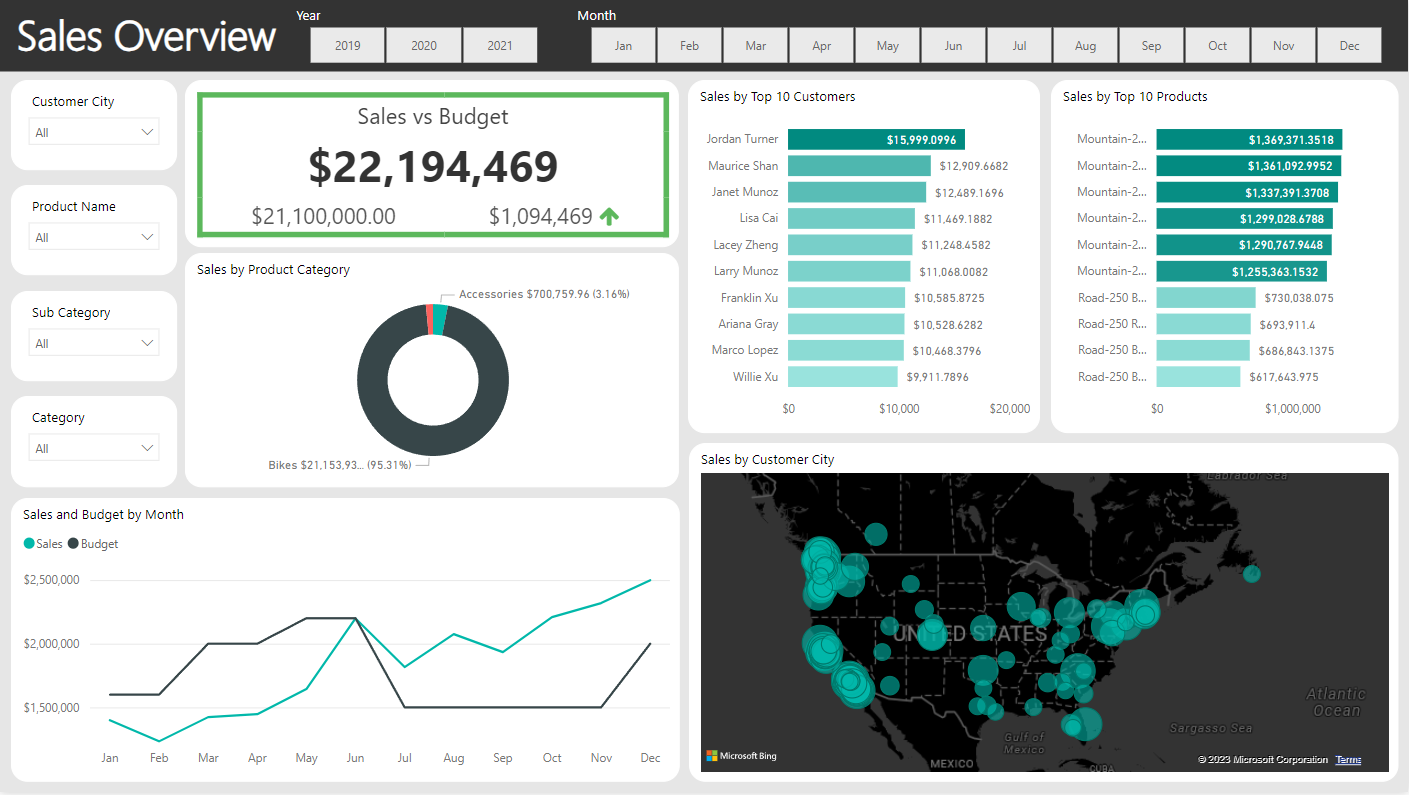 Sales Overview
Year
2019 2020 2021
Month
Jan Feb Mar Apr May Jun Jul Aug Sep Oct Nov Dec
Customer City
All
Product Name
All
Sub Category
All
Category
All
Sales vs Budget
$22,194,469
$21,100,000.00 $1,094,469
Sales by Product Category
Accessories $700,759.96 (3.16%)
Bikes $21,153,93... (95.31%)
Sales by Top 10 Customers
Jordan Turner $15,999.0996
Maurice Shan $12,909.6682
Janet Munoz $12,489.1696
Lisa Cai $11,469.1882
Lacey Zheng $11,248.4582
Larry Munoz $11,068.0082
Franklin Xu $10,585.8725
Ariana Gray $10,528.6282
Marco Lopez $10,468.3796
Willie Xu $9,911.7896
$0 $10,000 $20,000
Sales by Top 10 Products
Mountain-2... $1,369,371.3518
Mountain-2... $1,361,092.9952
Mountain-2... $1,337,391.3708
Mountain-2... $1,299,028.6788
Mountain-2... $1,290,767.9448
Mountain-2... $1,255,363.1532
Road-250 B... $730,038.075
Road-250 R... $693,911.4
Road-250 B... $686,843.1375
Road-250 B... $617,643.975
$0 $1,000,000
Sales and Budget by Month
Sales Budget
$2,500,000
$2,000,000
$1,500,000
Jan Feb Mar Apr May Jun Jul Aug Sep Oct Nov Dec
Sales by Customer City
Labrador Sea
UNITED STATES
Atlantic
Ocean
Sargasso Sea
Gulf of
Mexico
MEXICO
CUBA
Microsoft Bing
© 2023 Microsoft Corporation Terms